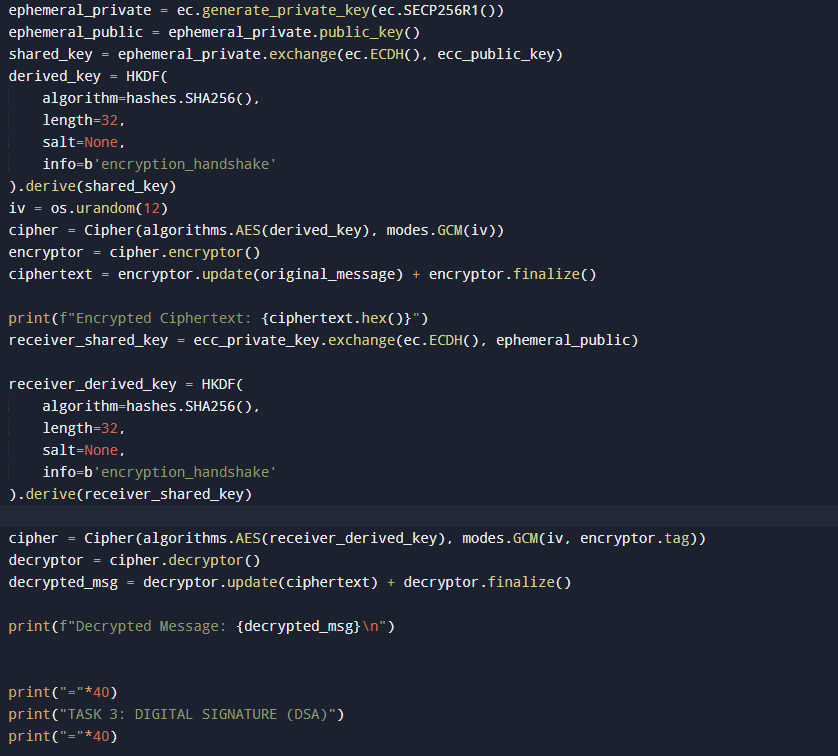 ephemeral_private = ec.generate_private_key(ec.SECP256R1())
ephemeral_public = ephemeral_private.public_key()
shared_key = ephemeral_private.exchange(ec.ECDH(), ecc_public_key)
derived_key = HKDF(
    algorithm=hashes.SHA256(),
    length=32,
    salt=None,
    info=b'encryption_handshake'
).derive(shared_key)
iv = os.urandom(12)
cipher = Cipher(algorithms.AES(derived_key), modes.GCM(iv))
encryptor = cipher.encryptor()
ciphertext = encryptor.update(original_message) + encryptor.finalize()

print(f"Encrypted Ciphertext: {ciphertext.hex()}")
receiver_shared_key = ecc_private_key.exchange(ec.ECDH(), ephemeral_public)

receiver_derived_key = HKDF(
    algorithm=hashes.SHA256(),
    length=32,
    salt=None,
    info=b'encryption_handshake'
).derive(receiver_shared_key)

cipher = Cipher(algorithms.AES(receiver_derived_key), modes.GCM(iv, encryptor.tag))
decryptor = cipher.decryptor()
decrypted_msg = decryptor.update(ciphertext) + decryptor.finalize()

print(f"Decrypted Message: {decrypted_msg}\n")


print("="*40)
print("TASK 3: DIGITAL SIGNATURE (DSA)")
print("="*40)